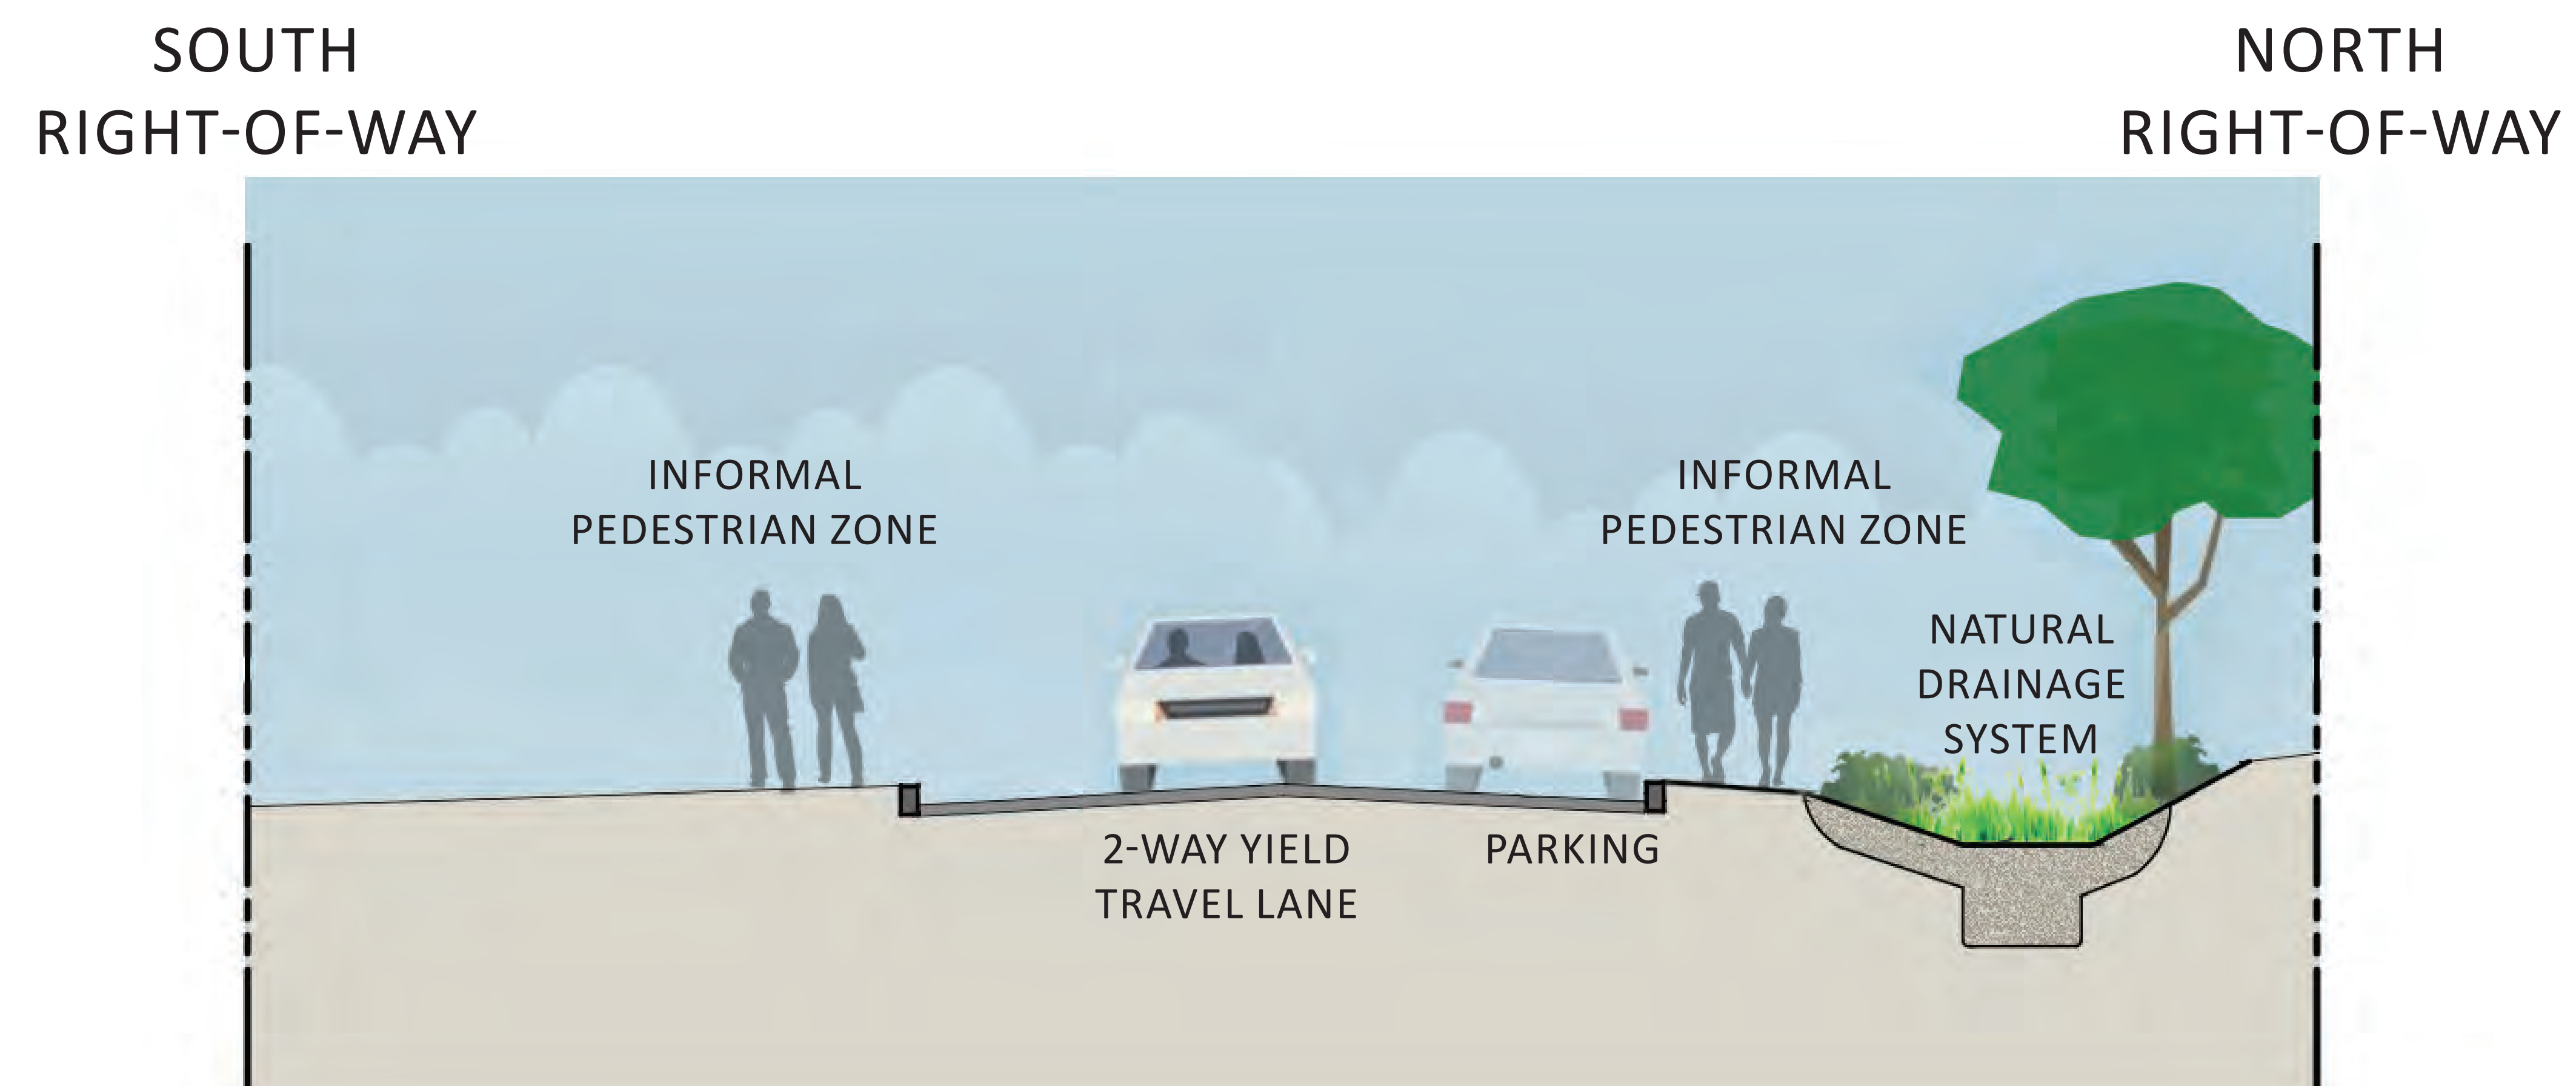 SOUTH
RIGHT-OF-WAY
NORTH
RIGHT-OF-WAY
INFORMAL
PEDESTRIAN ZONE
INFORMAL
PEDESTRIAN ZONE
NATURAL
DRAINAGE
SYSTEM
2-WAY YIELD
TRAVEL LANE
PARKING